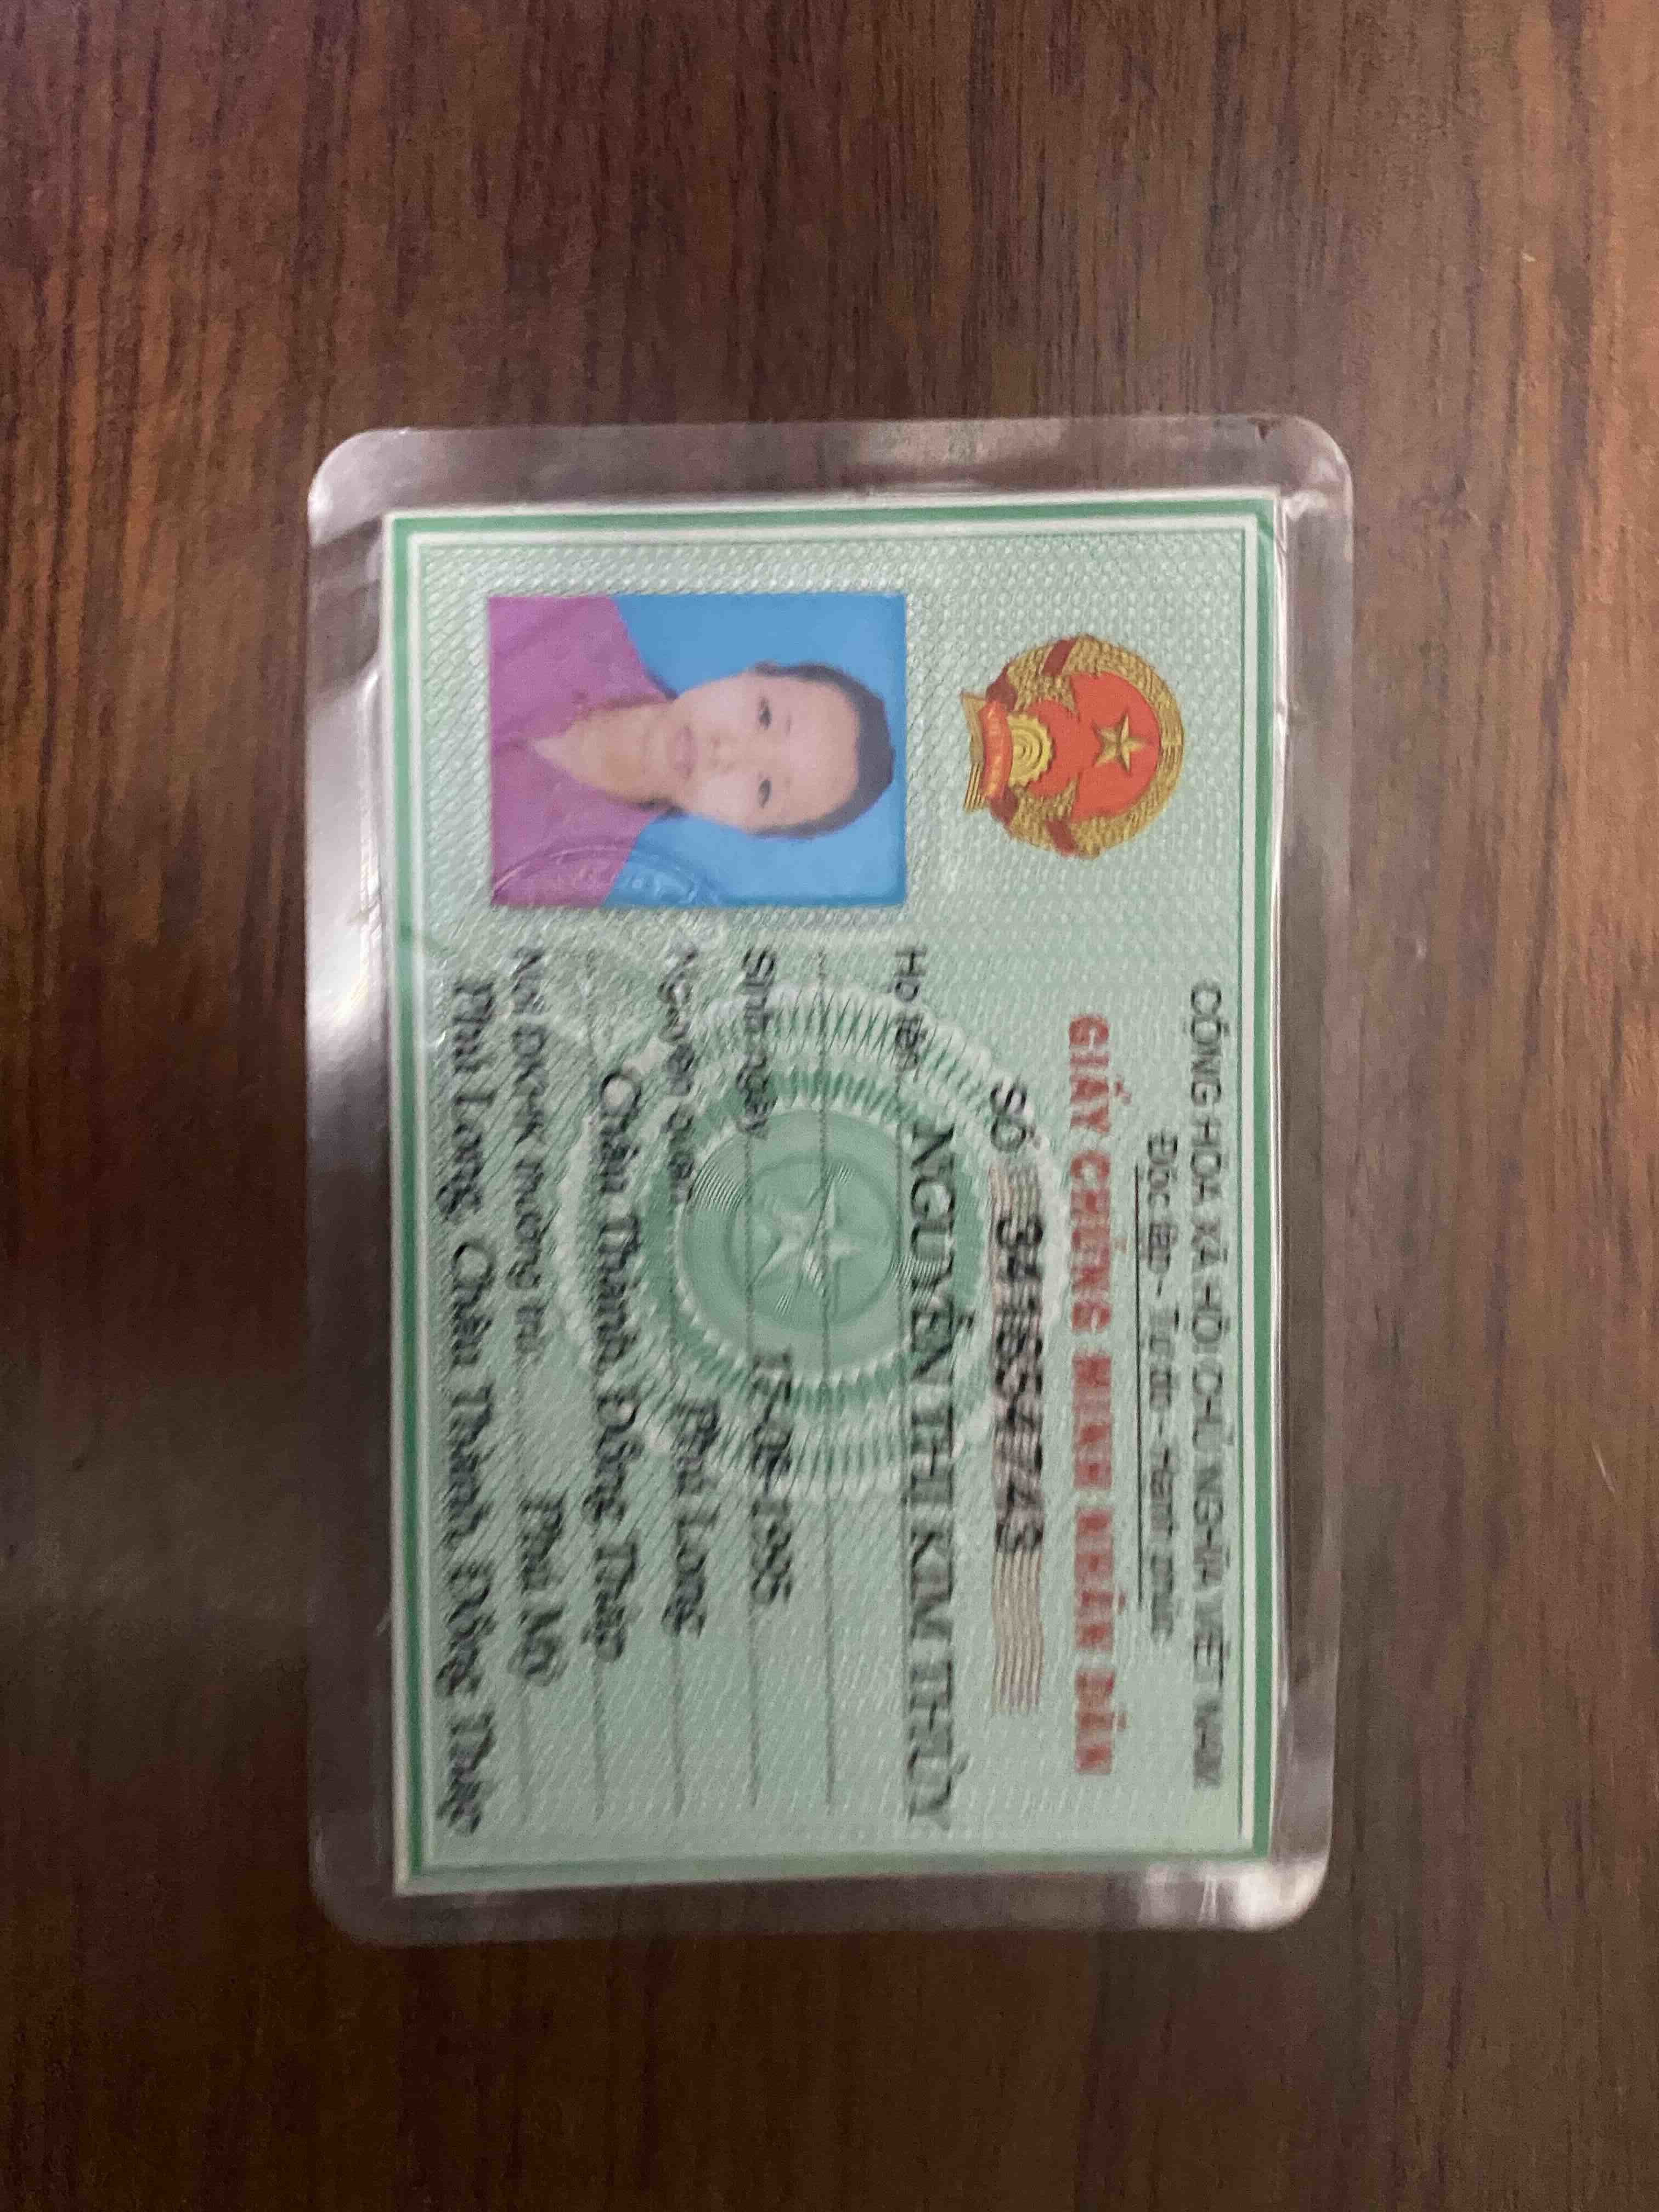 CỘNG HÒA XÃ HỘI CHỦ NGHĨA VIỆT NAM
Độc lập - Tự do - Hạnh phúc
GIẤY CHỨNG MINH NHÂN DÂN
SỐ
Họ tên: NGUYỄN THỊ KIM THÙY
Sinh ngày
Nguyên quán Phú Long
Châu Thành, Đồng Tháp
Nơi ĐKHK thường trú: Phú Mỹ
Phú Long, Châu Thành, Đồng Tháp